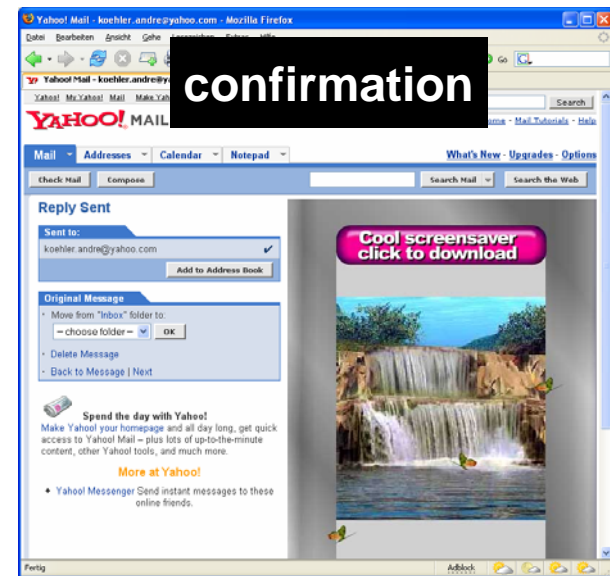 Yahoo! Mail - koehler.andre@yahoo.com - Mozilla Firefox
Datei Bearbeiten Ansicht Gehe
Go
Yahoo! Mail -
confirmation
Yahoo! My Yahoo! Mail
Search
YAHOO! MAIL
- Mail Tutorials - Help
Mail Addresses Calendar Notepad What's New - Upgrades - Options
Check Mail Compose Search Mail Search the Web
Reply Sent
Sent to:
koehler.andre@yahoo.com
Add to Address Book
Original Message
· Move from "Inbox" folder to:
– choose folder – OK
· Delete Message
· Back to Message | Next
Spend the day with Yahoo!
Make Yahoo! your homepage and all day long, get quick
access to Yahoo! Mail – plus lots of up-to-the-minute
content, other Yahoo! tools, and much more.
More at Yahoo!
• Yahoo! Messenger Send instant messages to these
online friends.
Cool screensaver
click to download
Fertig Adblock